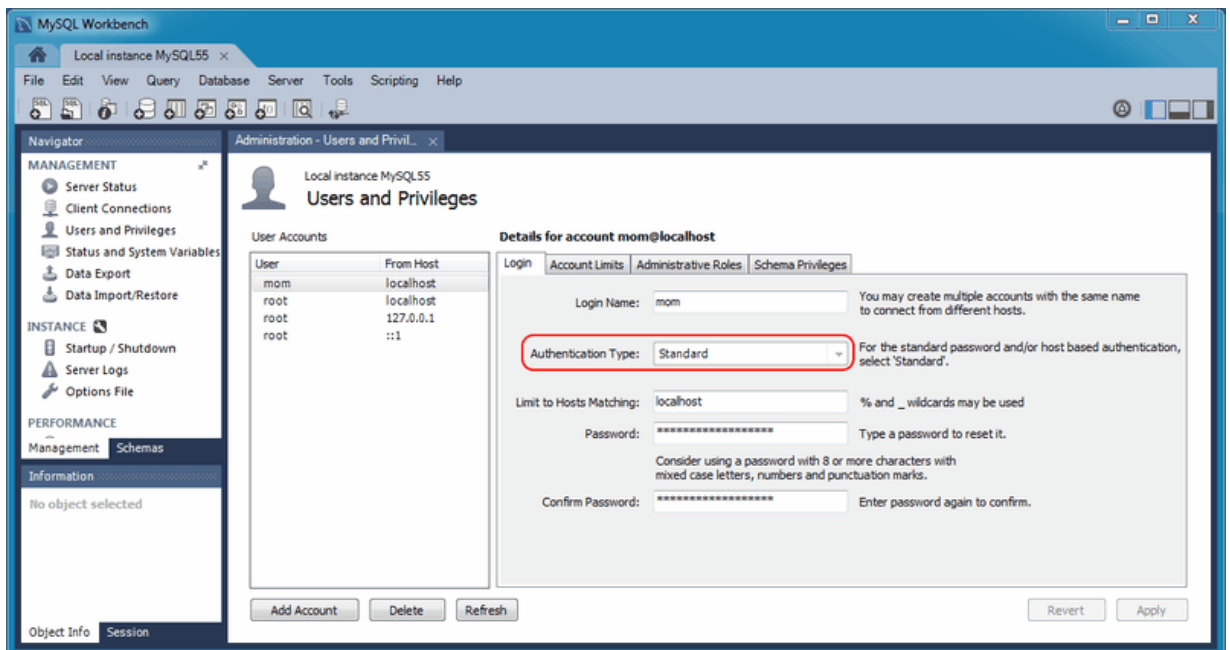 MySQL Workbench
Local instance MySQL55
File Edit View Query Database Server Tools Scripting Help
Navigator
MANAGEMENT
Server Status
Client Connections
Users and Privileges
Status and System Variables
Data Export
Data Import/Restore
INSTANCE
Startup / Shutdown
Server Logs
Options File
PERFORMANCE
Management Schemas
Information
No object selected
Object Info Session
Administration - Users and Privil...
Local instance MySQL55
Users and Privileges
User Accounts
User From Host
mom localhost
root localhost
root 127.0.0.1
root ::1
Add Account Delete Refresh
Details for account mom@localhost
Login Account Limits Administrative Roles Schema Privileges
Login Name: mom
You may create multiple accounts with the same name
to connect from different hosts.
Authentication Type: Standard
For the standard password and/or host based authentication,
select 'Standard'.
Limit to Hosts Matching: localhost % and _ wildcards may be used
Password: ****************** Type a password to reset it.
Consider using a password with 8 or more characters with
mixed case letters, numbers and punctuation marks.
Confirm Password: ****************** Enter password again to confirm.
Revert Apply